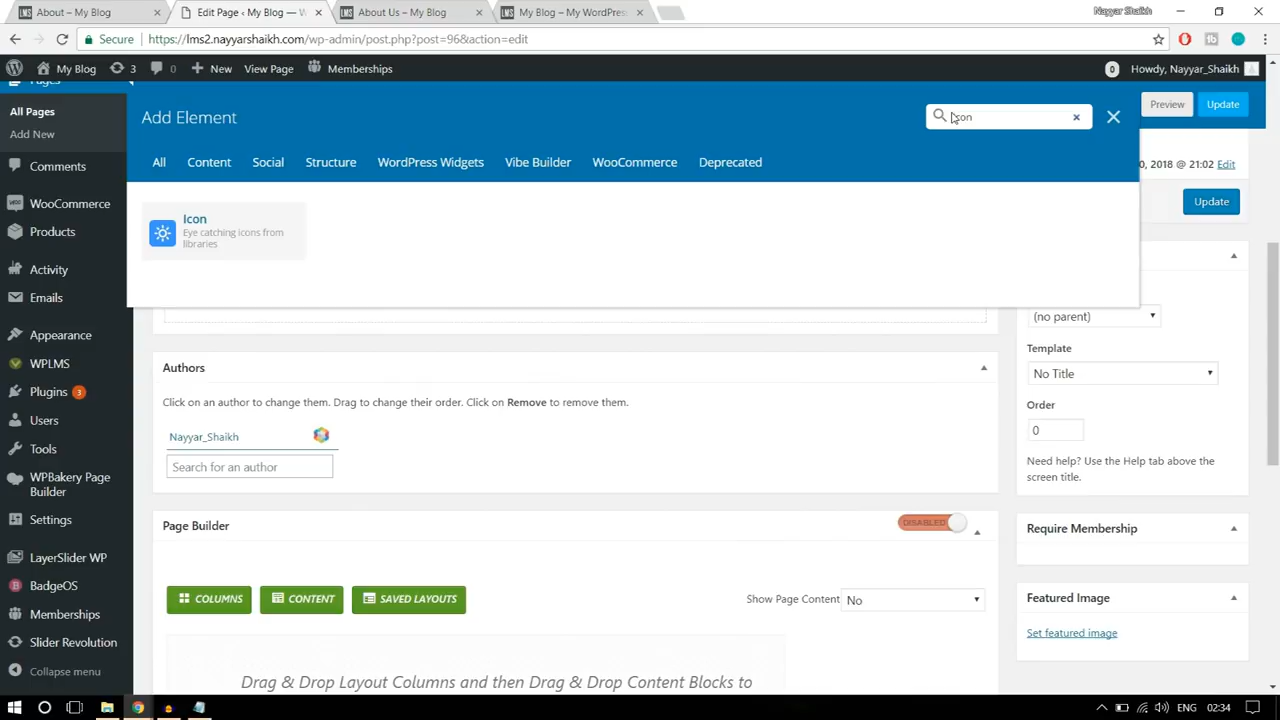 About – My Blog
Edit Page ‹ My Blog — W
About Us – My Blog
My Blog – My WordPress
Nayyar Shaikh
Secure
https://lms2.nayyarshaikh.com/wp-admin/post.php?post=96&action=edit
My Blog
3
New
View Page
Memberships
0
Howdy, Nayyar_Shaikh
Pages
All Pages
Add New
Comments
WooCommerce
Products
Activity
Emails
Appearance
WPLMS
Plugins 3
Users
Tools
WPBakery Page
Builder
Settings
LayerSlider WP
BadgeOS
Memberships
Slider Revolution
Collapse menu
Add Element
icon
Preview
Update
All
Content
Social
Structure
WordPress Widgets
Vibe Builder
WooCommerce
Deprecated
Icon
Eye catching icons from
libraries
0, 2018 @ 21:02 Edit
Update
(no parent)
Template
No Title
Order
0
Need help? Use the Help tab above the
screen title.
Authors
Click on an author to change them. Drag to change their order. Click on Remove to remove them.
Nayyar_Shaikh
Search for an author
Page Builder
DISABLED
COLUMNS
CONTENT
SAVED LAYOUTS
Show Page Content
No
Drag & Drop Layout Columns and then Drag & Drop Content Blocks to
Require Membership
Featured Image
Set featured image
ENG
02:34